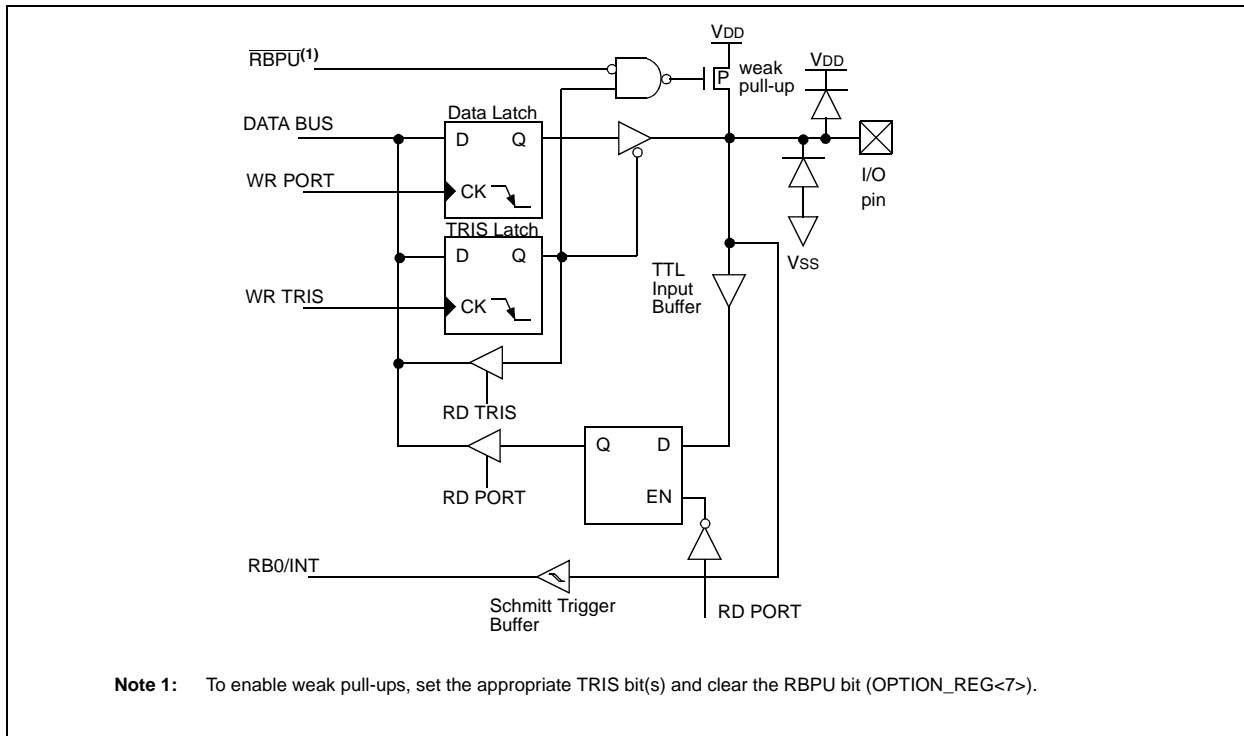 VDD
RBPU(1)
P
weak
pull-up
VDD
Data Latch
DATA BUS
D
Q
WR PORT
CK
I/O
pin
TRIS Latch
D
Q
VSS
TTL
Input
Buffer
WR TRIS
CK
RD TRIS
Q
D
RD PORT
EN
RB0/INT
Schmitt Trigger
Buffer
RD PORT
Note 1: To enable weak pull-ups, set the appropriate TRIS bit(s) and clear the RBPU bit (OPTION_REG<7>).